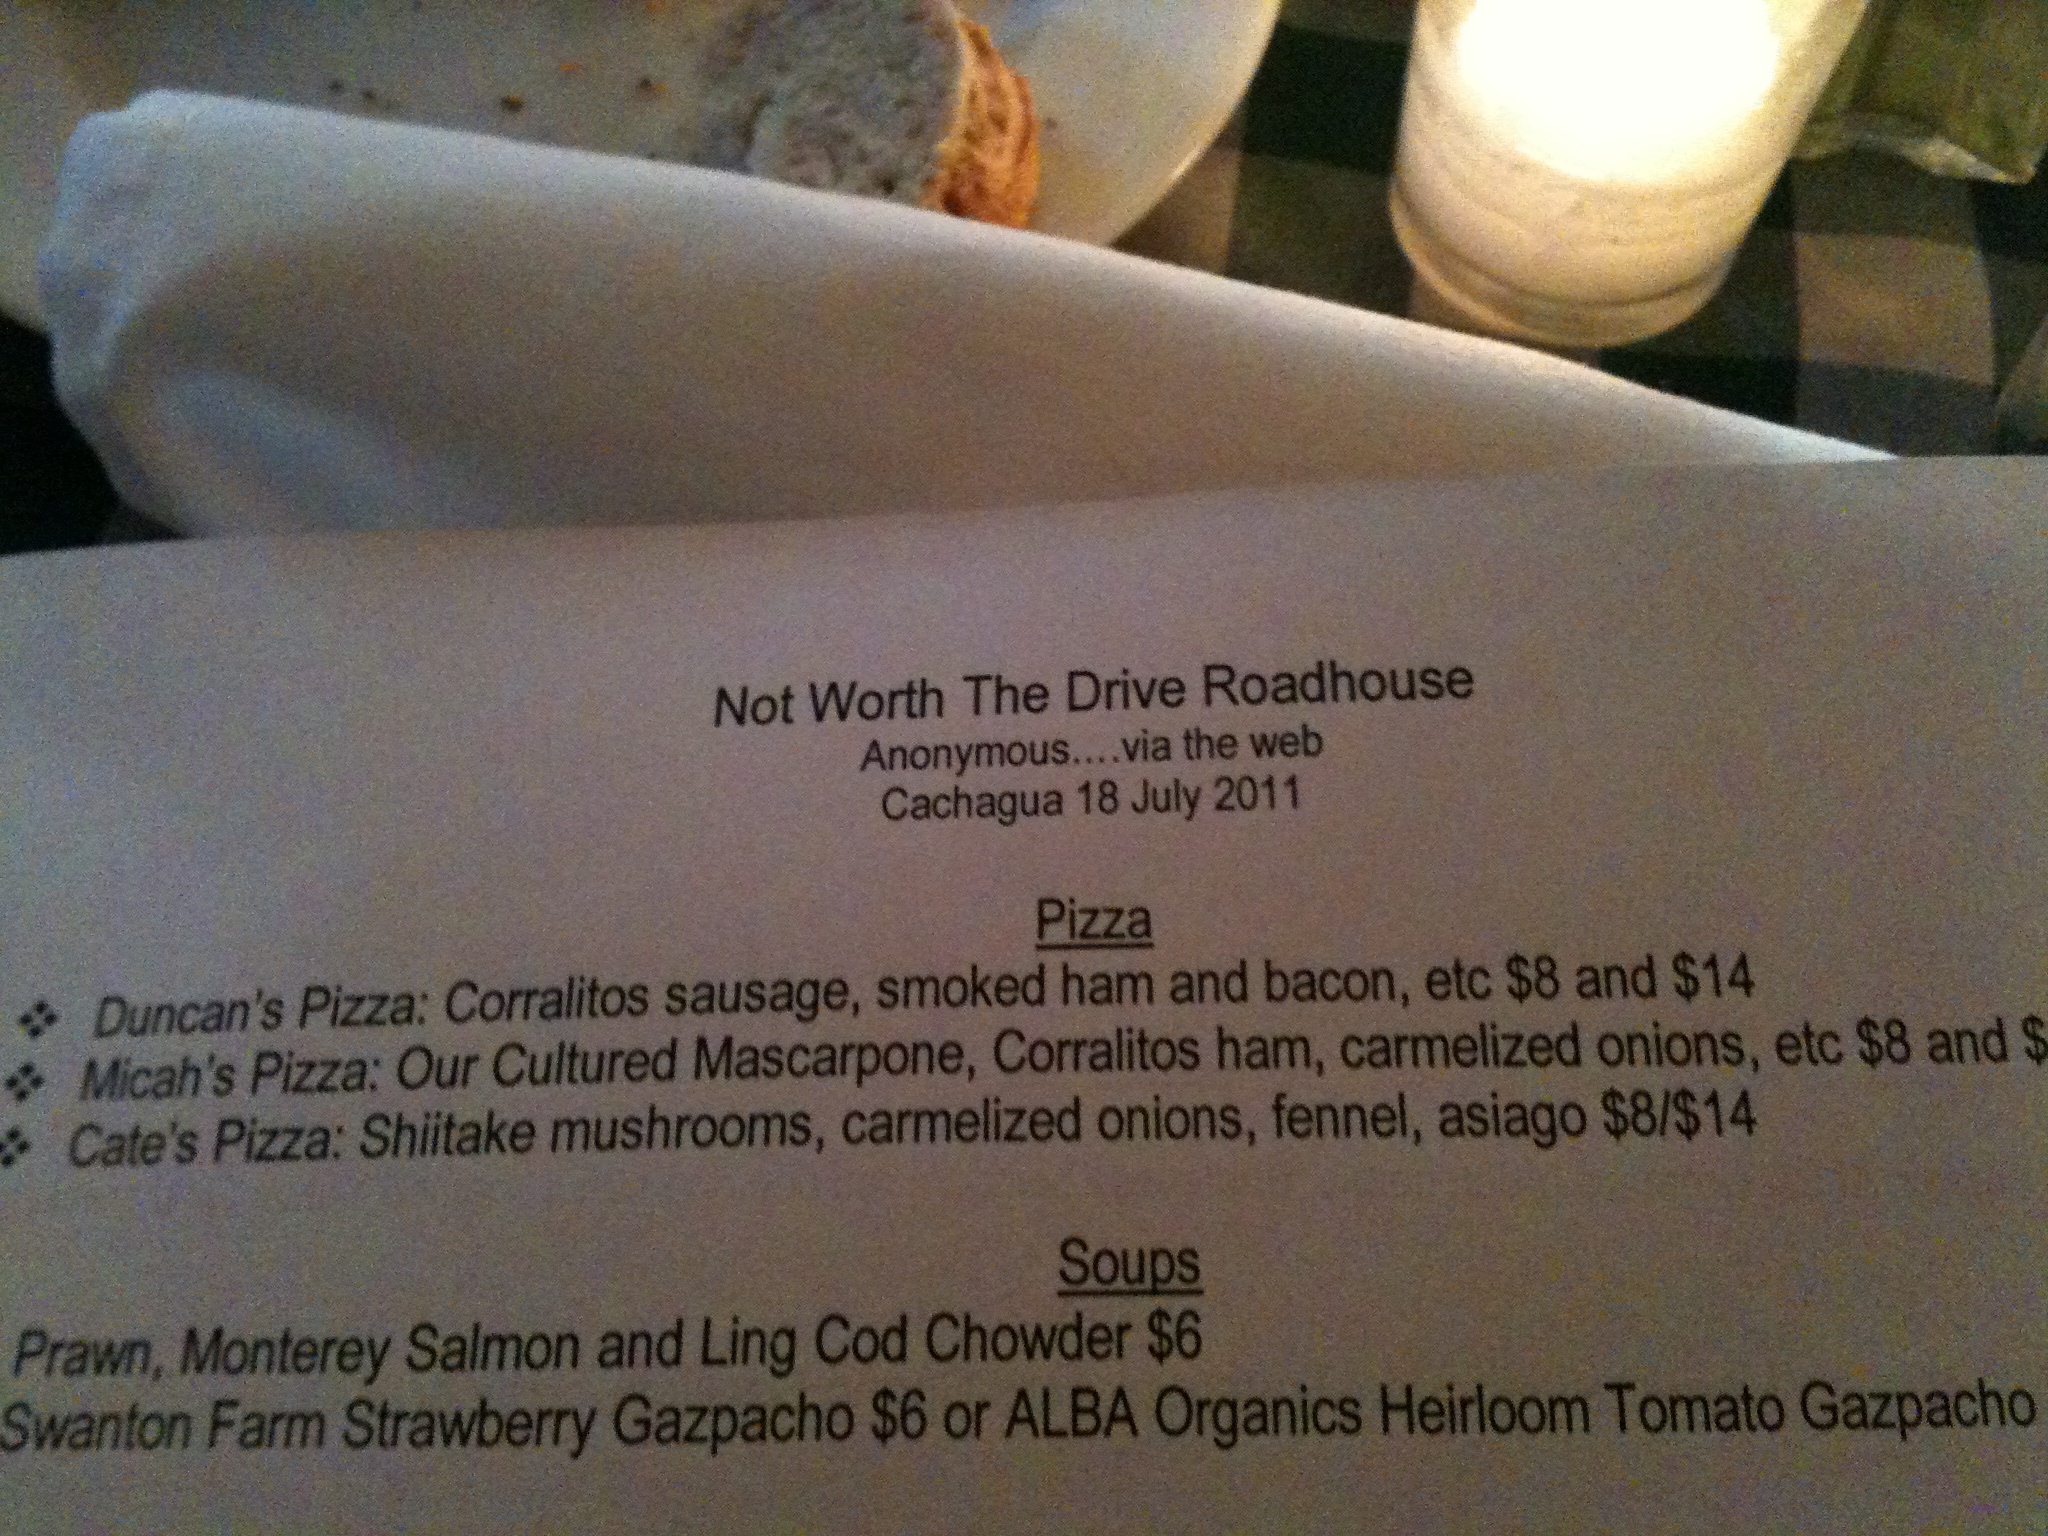 Not Worth The Drive Roadhouse
Anonymous....via the web
Cachagua 18 July 2011
Pizza
❖ Duncan's Pizza: Corralitos sausage, smoked ham and bacon, etc $8 and $14
❖ Micah's Pizza: Our Cultured Mascarpone, Corralitos ham, carmelized onions, etc $8 and $
❖ Cate's Pizza: Shiitake mushrooms, carmelized onions, fennel, asiago $8/$14
Soups
Prawn, Monterey Salmon and Ling Cod Chowder $6
Swanton Farm Strawberry Gazpacho $6 or ALBA Organics Heirloom Tomato Gazpacho